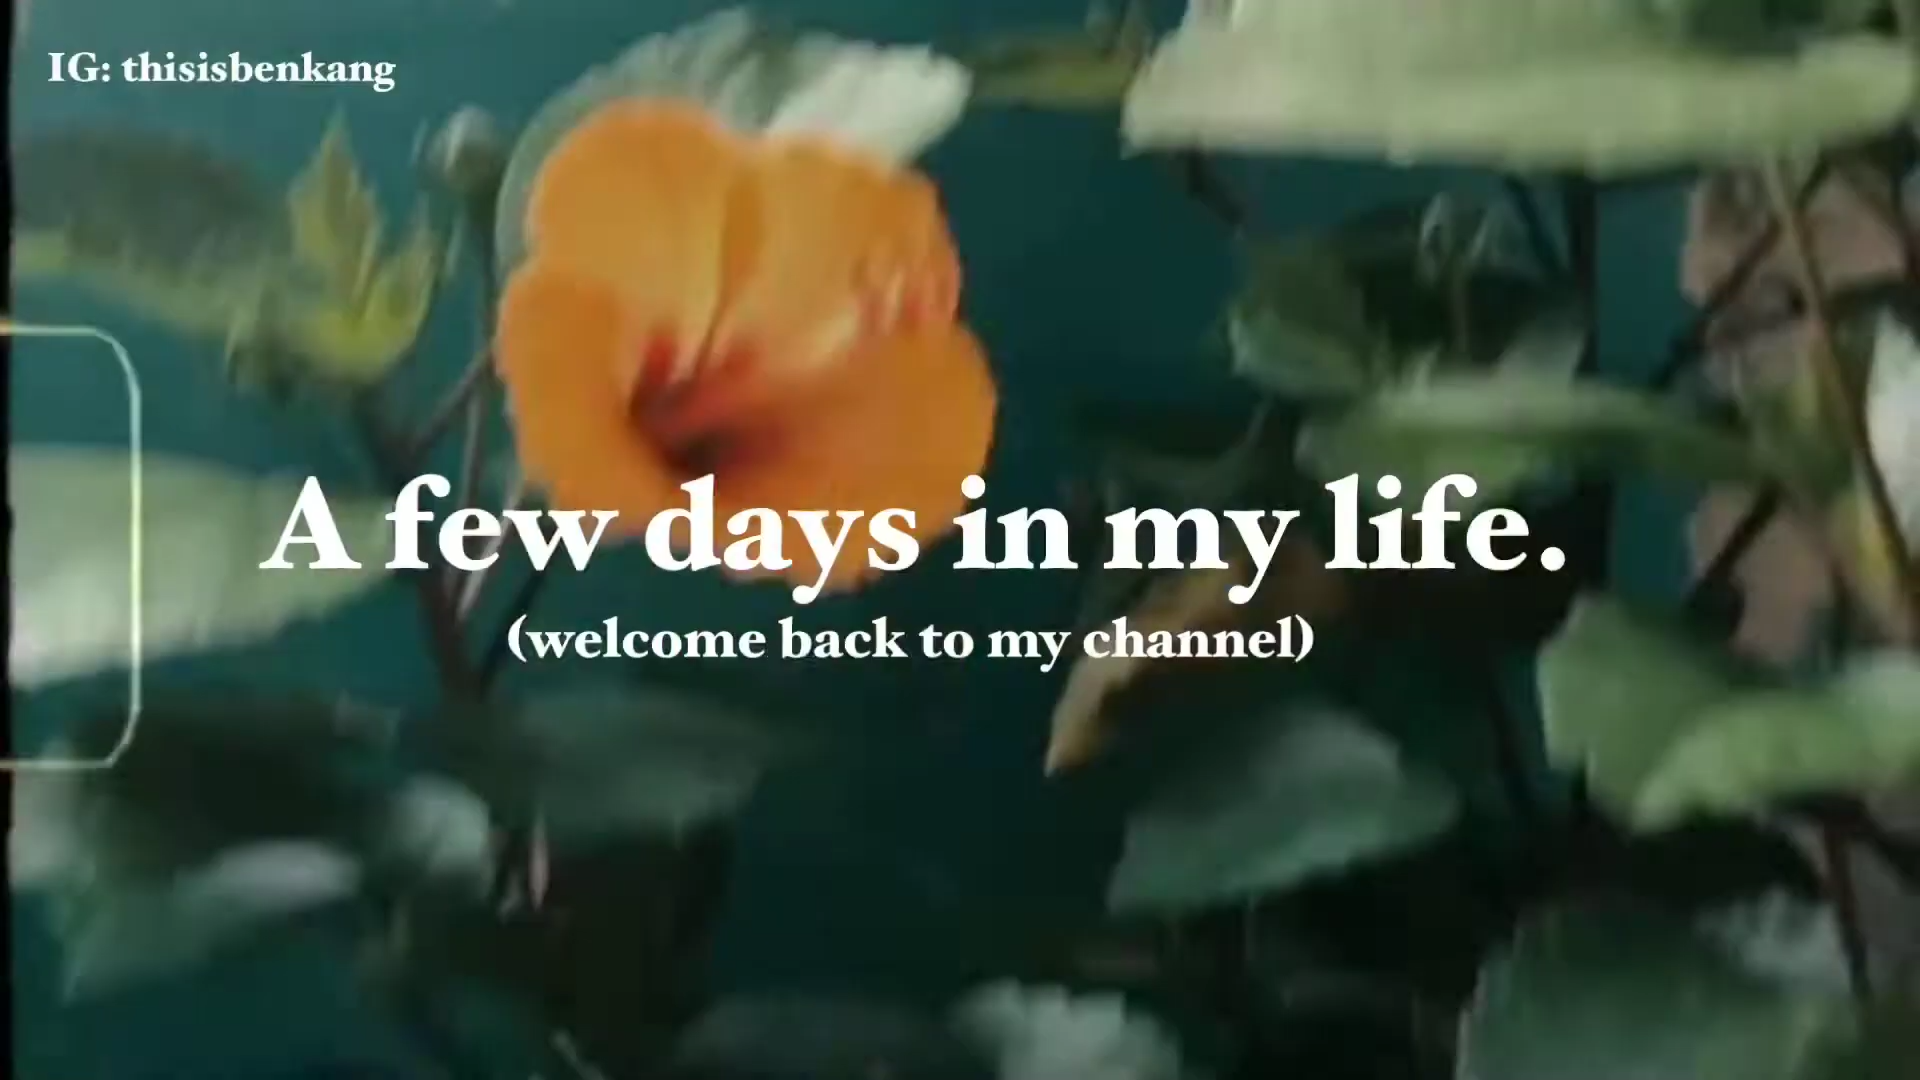 IG: thisisbenkang
A few days in my life.
(welcome back to my channel)